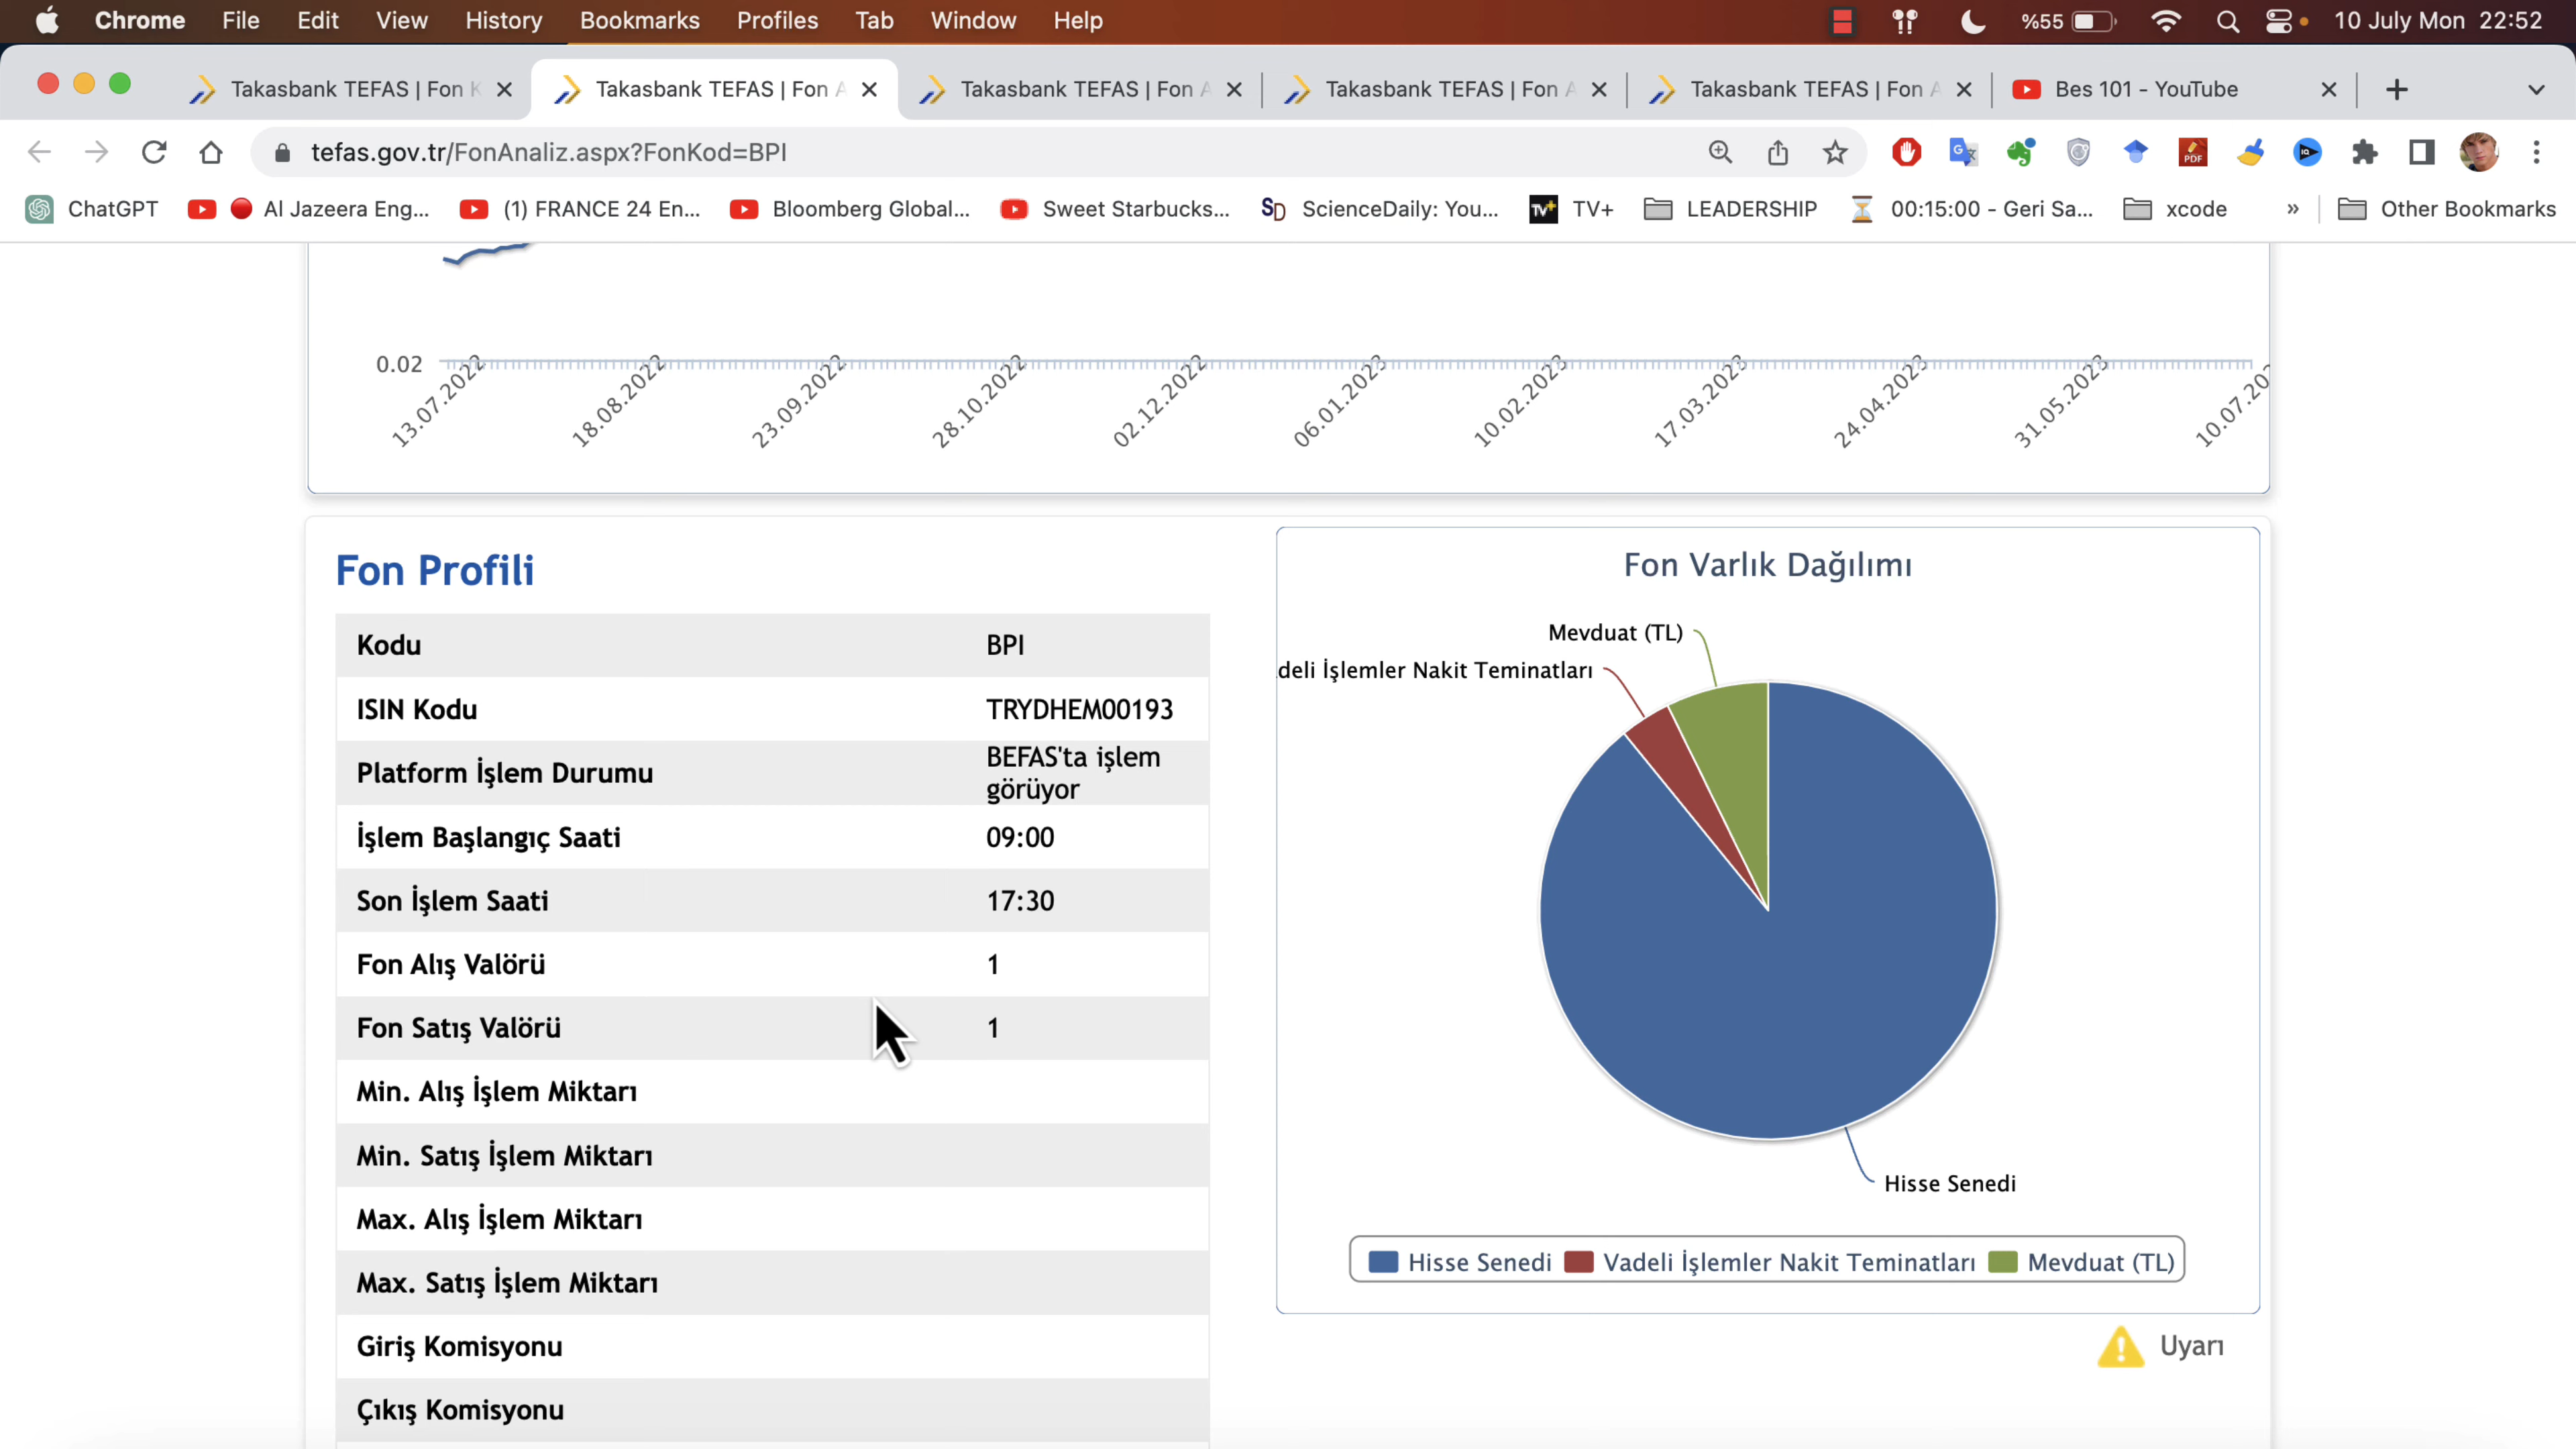 Chrome File Edit View History Bookmarks Profiles Tab Window Help %55 10 July Mon 22:52
Takasbank TEFAS | Fon K Takasbank TEFAS | Fon A Takasbank TEFAS | Fon A Takasbank TEFAS | Fon A Takasbank TEFAS | Fon A Bes 101 - YouTube
tefas.gov.tr/FonAnaliz.aspx?FonKod=BPI
ChatGPT Al Jazeera Eng... (1) FRANCE 24 En... Bloomberg Global... Sweet Starbucks... SD ScienceDaily: You... TV+ TV+ LEADERSHIP 00:15:00 - Geri Sa... xcode » Other Bookmarks
0.02
13.07.2022 18.08.2022 23.09.2022 28.10.2022 02.12.2022 06.01.2023 10.02.2023 17.03.2023 24.04.2023 31.05.2023 10.07.20
Fon Profili
Kodu BPI
ISIN Kodu TRYDHEM00193
Platform İşlem Durumu BEFAS'ta işlem
görüyor
İşlem Başlangıç Saati 09:00
Son İşlem Saati 17:30
Fon Alış Valörü 1
Fon Satış Valörü 1
Min. Alış İşlem Miktarı
Min. Satış İşlem Miktarı
Max. Alış İşlem Miktarı
Max. Satış İşlem Miktarı
Giriş Komisyonu
Çıkış Komisyonu
Fon Varlık Dağılımı
Mevduat (TL)
deli İşlemler Nakit Teminatları
Hisse Senedi
Hisse Senedi Vadeli İşlemler Nakit Teminatları Mevduat (TL)
Uyarı